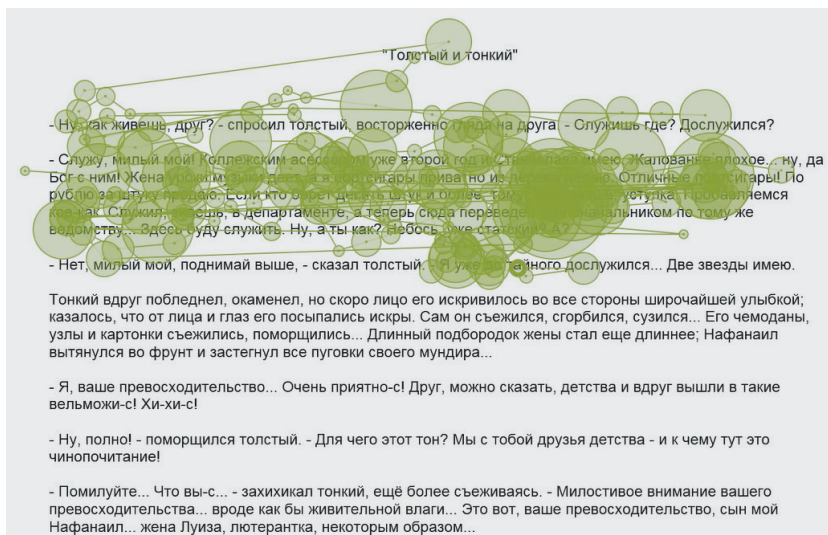 "Толстый и тонкий"
- Ну, как живешь, друг? - спросил толстый, восторженно глядя на друга. - Служишь где? Дослужился?
- Служу, милый мой! Коллежским асессором уже второй год и Станислава имею. Жалованье плохое... ну, да
Бог с ним! Жена уроки музыки дает, я портсигары приватно из дерева делаю. Отличные портсигары! По
рублю за штуку продаю. Если кто берет десять штук и более, тому уступка. Пробавляемся
кое-как. Служил, знаешь, в департаменте, а теперь сюда переведен начальником по тому же
ведомству... Здесь буду служить. Ну, а ты как? Небось уже статский? А?
- Нет, милый мой, поднимай выше, - сказал толстый. - Я уже до тайного дослужился... Две звезды имею.
Тонкий вдруг побледнел, окаменел, но скоро лицо его искривилось во все стороны широчайшей улыбкой;
казалось, что от лица и глаз его посыпались искры. Сам он съежился, сгорбился, сузился... Его чемоданы,
узлы и картонки съежились, поморщились... Длинный подбородок жены стал еще длиннее; Нафанаил
вытянулся во фрунт и застегнул все пуговки своего мундира...
- Я, ваше превосходительство... Очень приятно-с! Друг, можно сказать, детства и вдруг вышли в такие
вельможи-с! Хи-хи-с!
- Ну, полно! - поморщился толстый. - Для чего этот тон? Мы с тобой друзья детства - и к чему тут это
чинопочитание!
- Помилуйте... Что вы-с... - захихикал тонкий, ещё более съеживаясь. - Милостивое внимание вашего
превосходительства... вроде как бы живительной влаги... Это вот, ваше превосходительство, сын мой
Нафанаил... жена Луиза, лютеранка, некоторым образом...